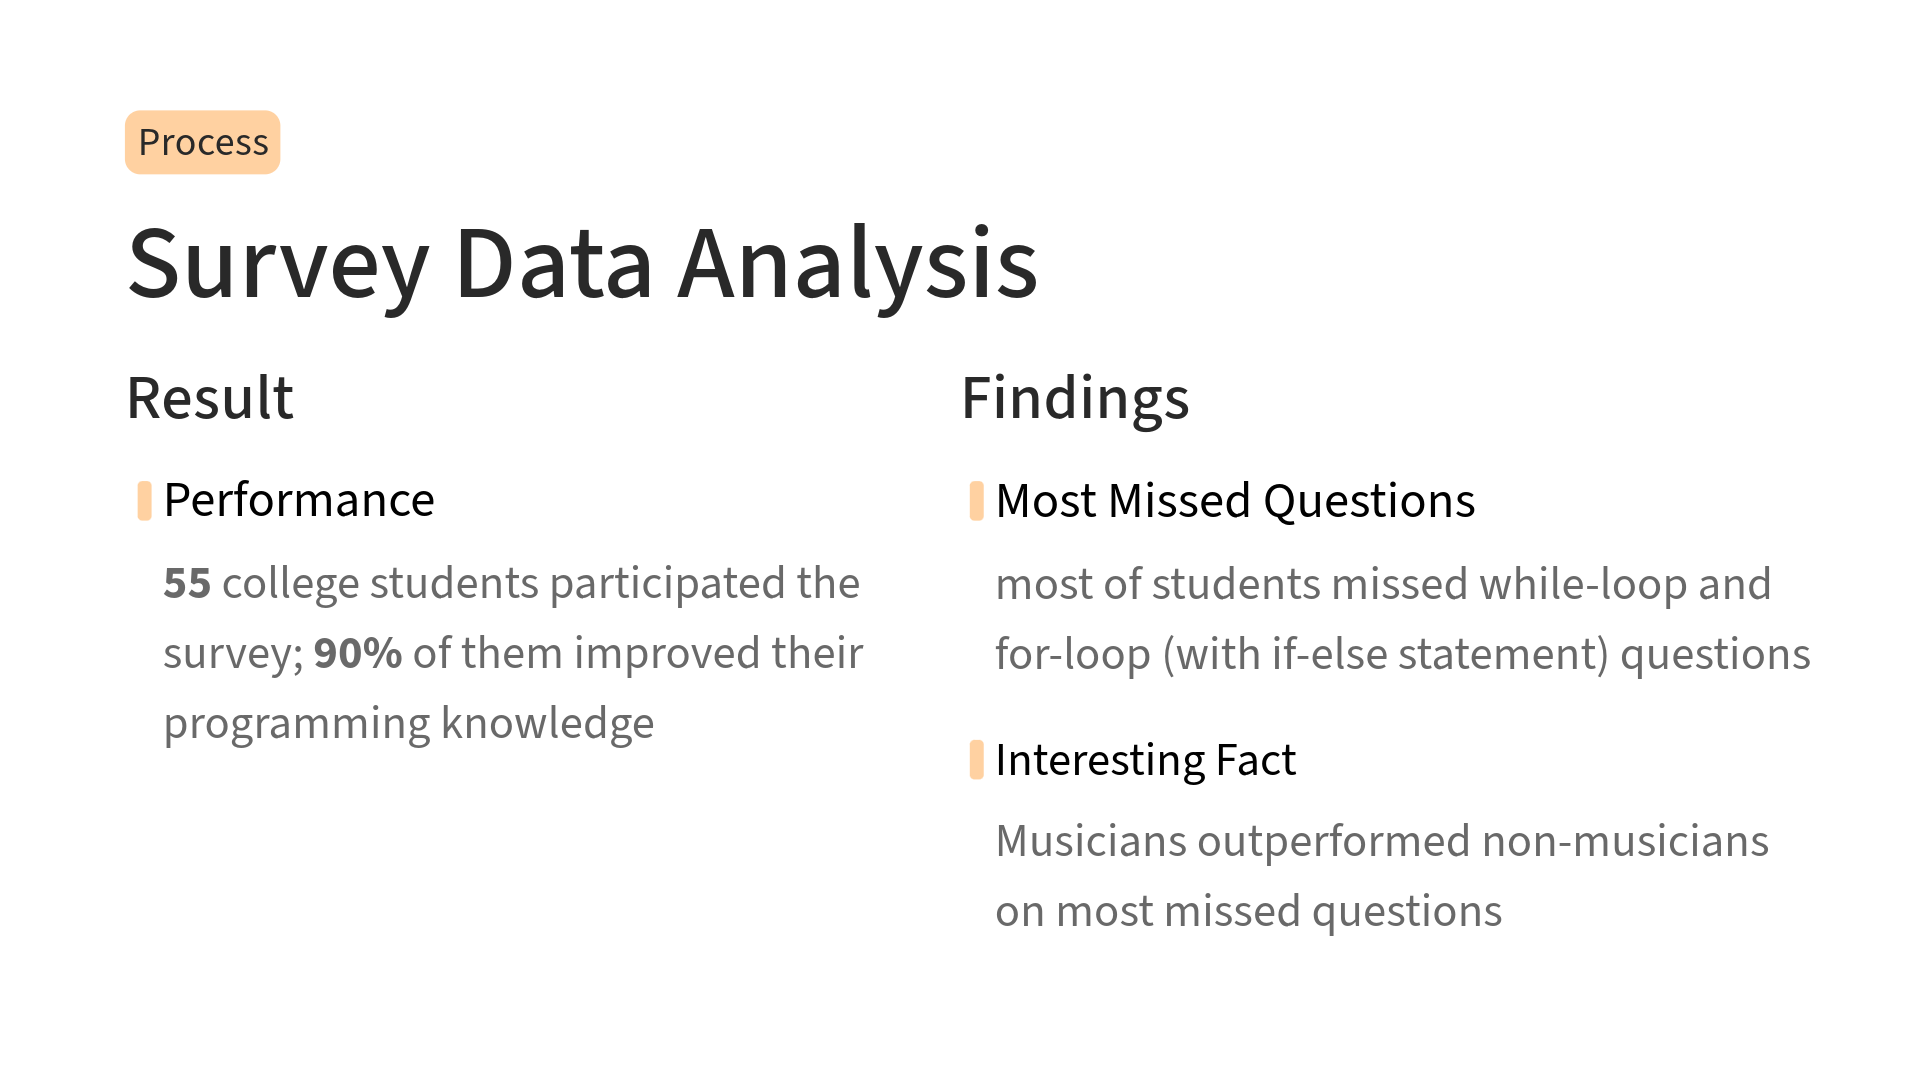 Process
Survey Data Analysis
Result
Performance
55 college students participated the
survey; 90% of them improved their
programming knowledge
Findings
Most Missed Questions
most of students missed while-loop and
for-loop (with if-else statement) questions
Interesting Fact
Musicians outperformed non-musicians
on most missed questions